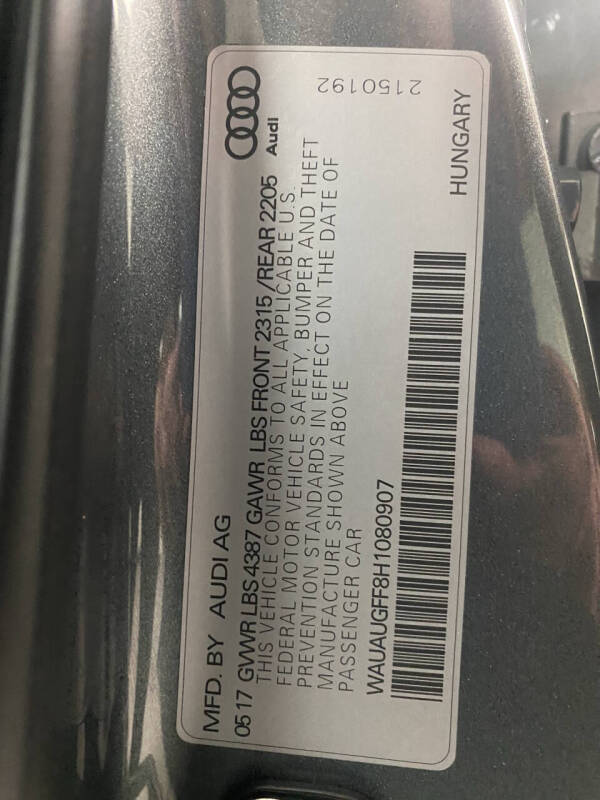 MFD. BY AUDI AG
0517 GVWR LBS 4387 GAWR LBS FRONT 2315 /REAR 2205
THIS VEHICLE CONFORMS TO ALL APPLICABLE U.S.
FEDERAL MOTOR VEHICLE SAFETY, BUMPER AND THEFT
PREVENTION STANDARDS IN EFFECT ON THE DATE OF
MANUFACTURE SHOWN ABOVE
PASSENGER CAR
WAUAUGFF8H1080907
Audi
2150192
HUNGARY